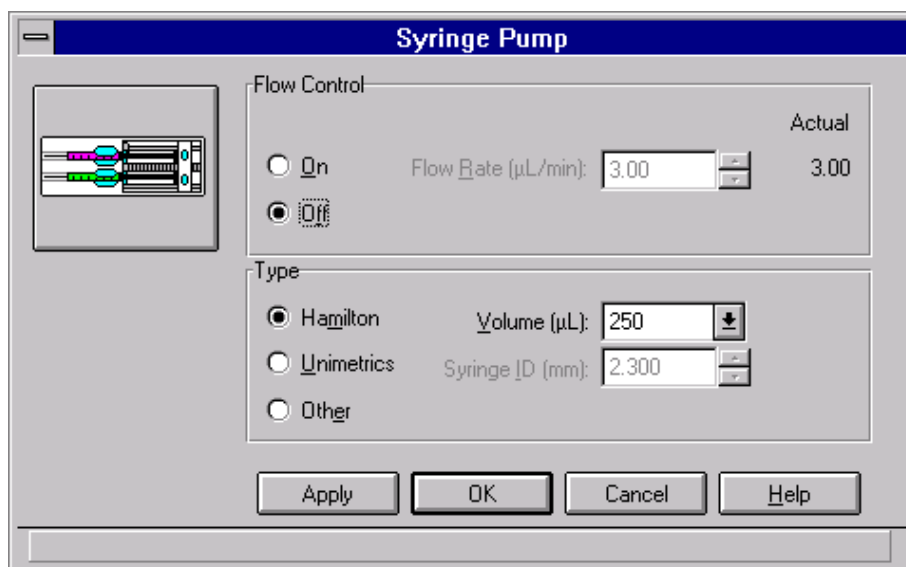 Syringe Pump
Flow Control
Actual
On Flow Rate (µL/min): 3.00 3.00
Off
Type
Hamilton Volume (µL): 250
Unimetrics Syringe ID (mm): 2.300
Other
Apply OK Cancel Help